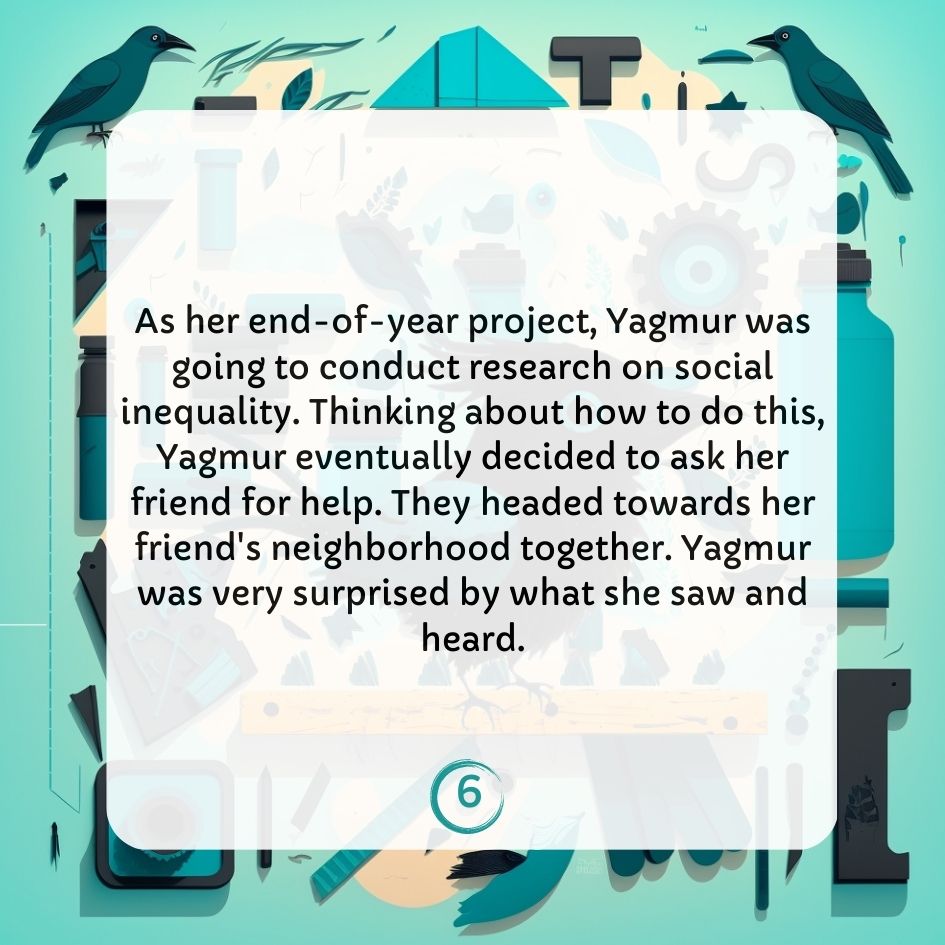 As her end-of-year project, Yagmur was
going to conduct research on social
inequality. Thinking about how to do this,
Yagmur eventually decided to ask her
friend for help. They headed towards her
friend's neighborhood together. Yagmur
was very surprised by what she saw and
heard.
6